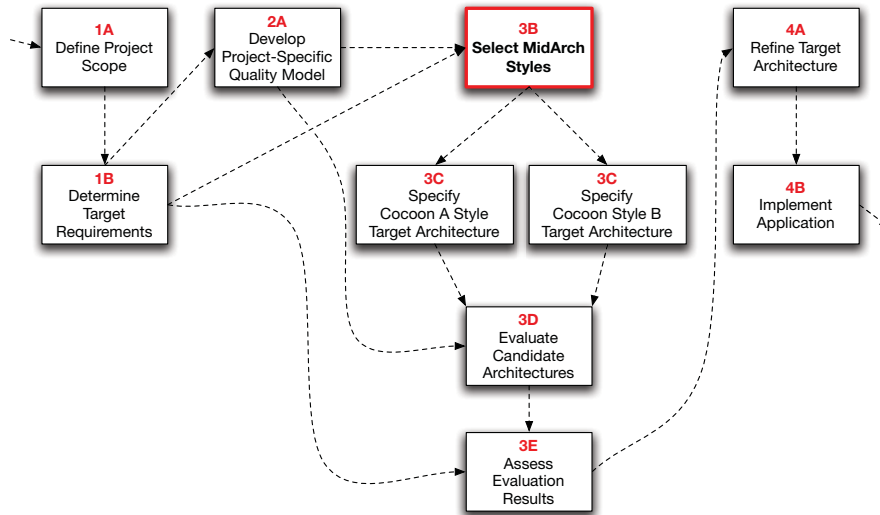 1A
Define Project
Scope
2A
Develop
Project-Specific
Quality Model
3B
Select MidArch
Styles
4A
Refine Target
Architecture
1B
Determine
Target
Requirements
3C
Specify
Cocoon A Style
Target Architecture
3C
Specify
Cocoon Style B
Target Architecture
4B
Implement
Application
3D
Evaluate
Candidate
Architectures
3E
Assess
Evaluation
Results